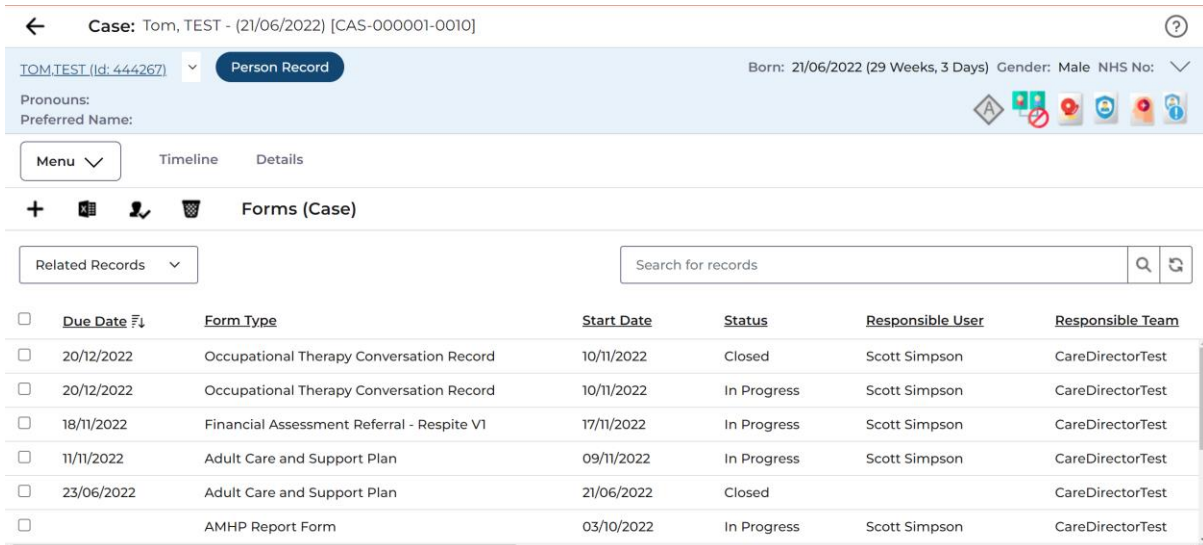 Case: Tom, TEST - (21/06/2022) [CAS-000001-0010] ?
TOM,TEST (Id: 444267) Person Record Born: 21/06/2022 (29 Weeks, 3 Days) Gender: Male NHS No:
Pronouns:
Preferred Name:
A
Menu Timeline Details
Forms (Case)
Related Records Search for records
Due Date Form Type Start Date Status Responsible User Responsible Team
20/12/2022 Occupational Therapy Conversation Record 10/11/2022 Closed Scott Simpson CareDirectorTest
20/12/2022 Occupational Therapy Conversation Record 10/11/2022 In Progress Scott Simpson CareDirectorTest
18/11/2022 Financial Assessment Referral - Respite V1 17/11/2022 In Progress Scott Simpson CareDirectorTest
11/11/2022 Adult Care and Support Plan 09/11/2022 In Progress Scott Simpson CareDirectorTest
23/06/2022 Adult Care and Support Plan 21/06/2022 Closed CareDirectorTest
AMHP Report Form 03/10/2022 In Progress Scott Simpson CareDirectorTest